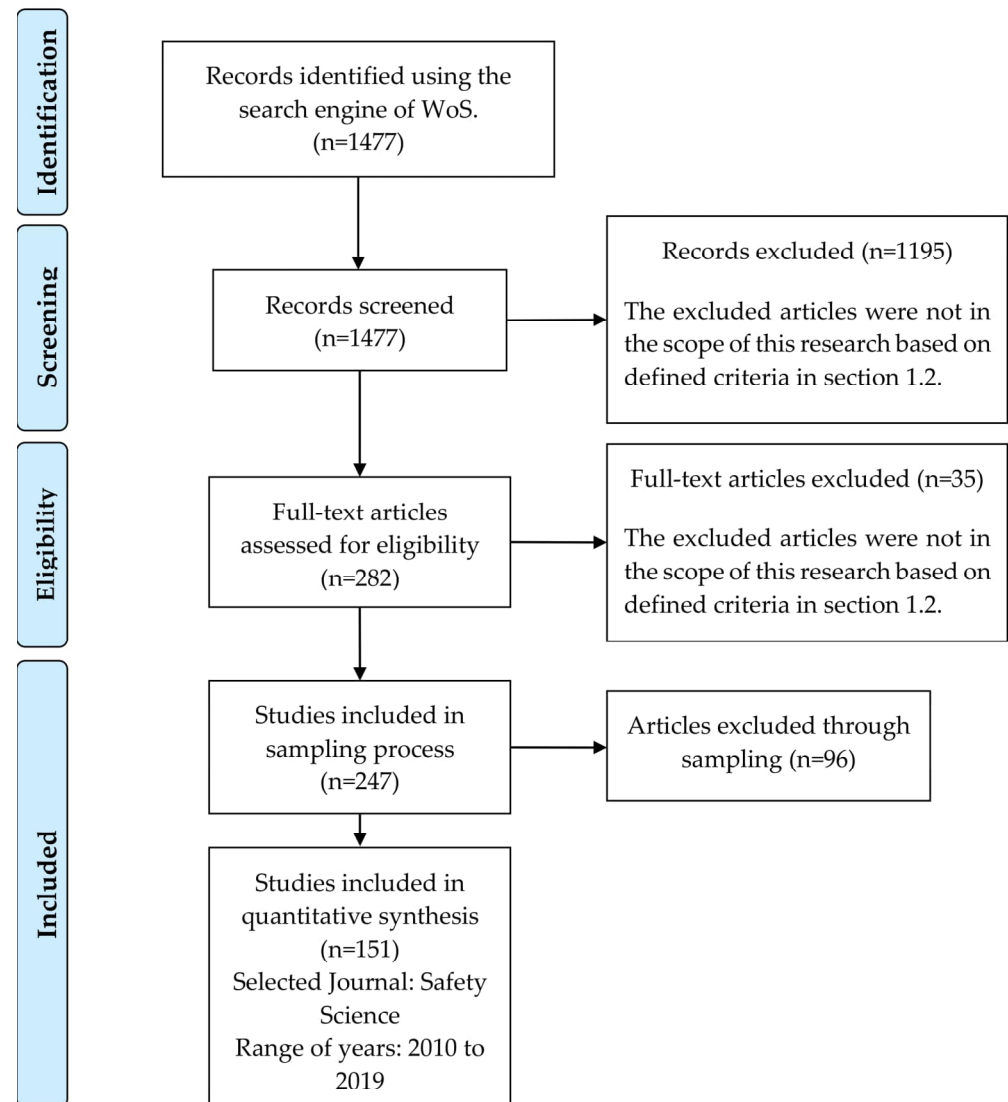 Identification
Records identified using the
search engine of WoS.
(n=1477)
Screening
Records screened
(n=1477)
Records excluded (n=1195)
The excluded articles were not in
the scope of this research based on
defined criteria in section 1.2.
Eligibility
Full-text articles
assessed for eligibility
(n=282)
Full-text articles excluded (n=35)
The excluded articles were not in
the scope of this research based on
defined criteria in section 1.2.
Included
Studies included in
sampling process
(n=247)
Articles excluded through
sampling (n=96)
Studies included in
quantitative synthesis
(n=151)
Selected Journal: Safety
Science
Range of years: 2010 to
2019